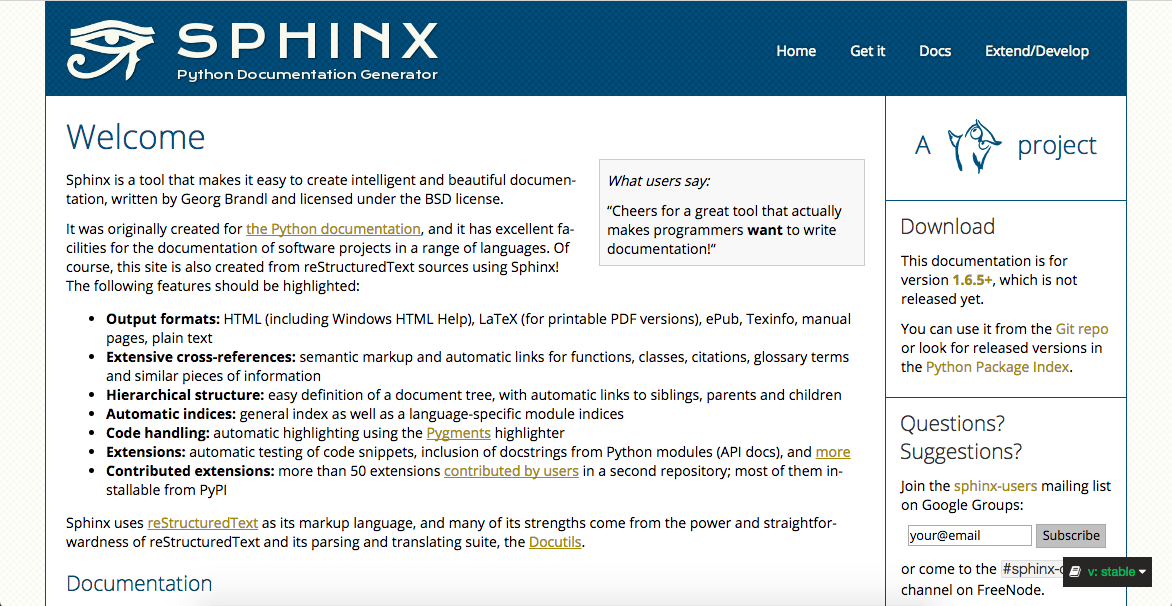 SPHINX
Python Documentation Generator
Home Get it Docs Extend/Develop
Welcome
Sphinx is a tool that makes it easy to create intelligent and beautiful documen-
tation, written by Georg Brandl and licensed under the BSD license.
What users say:
“Cheers for a great tool that actually
makes programmers want to write
documentation!”
It was originally created for the Python documentation, and it has excellent fa-
cilities for the documentation of software projects in a range of languages. Of
course, this site is also created from reStructuredText sources using Sphinx!
The following features should be highlighted:
• Output formats: HTML (including Windows HTML Help), LaTeX (for printable PDF versions), ePub, Texinfo, manual
pages, plain text
• Extensive cross-references: semantic markup and automatic links for functions, classes, citations, glossary terms
and similar pieces of information
• Hierarchical structure: easy definition of a document tree, with automatic links to siblings, parents and children
• Automatic indices: general index as well as a language-specific module indices
• Code handling: automatic highlighting using the Pygments highlighter
• Extensions: automatic testing of code snippets, inclusion of docstrings from Python modules (API docs), and more
• Contributed extensions: more than 50 extensions contributed by users in a second repository; most of them in-
stallable from PyPI
Sphinx uses reStructuredText as its markup language, and many of its strengths come from the power and straightfor-
wardness of reStructuredText and its parsing and translating suite, the Docutils.
Documentation
A project
Download
This documentation is for
version 1.6.5+, which is not
released yet.
You can use it from the Git repo
or look for released versions in
the Python Package Index.
Questions?
Suggestions?
Join the sphinx-users mailing list
on Google Groups:
your@email Subscribe
or come to the
channel on FreeNode.
v: stable